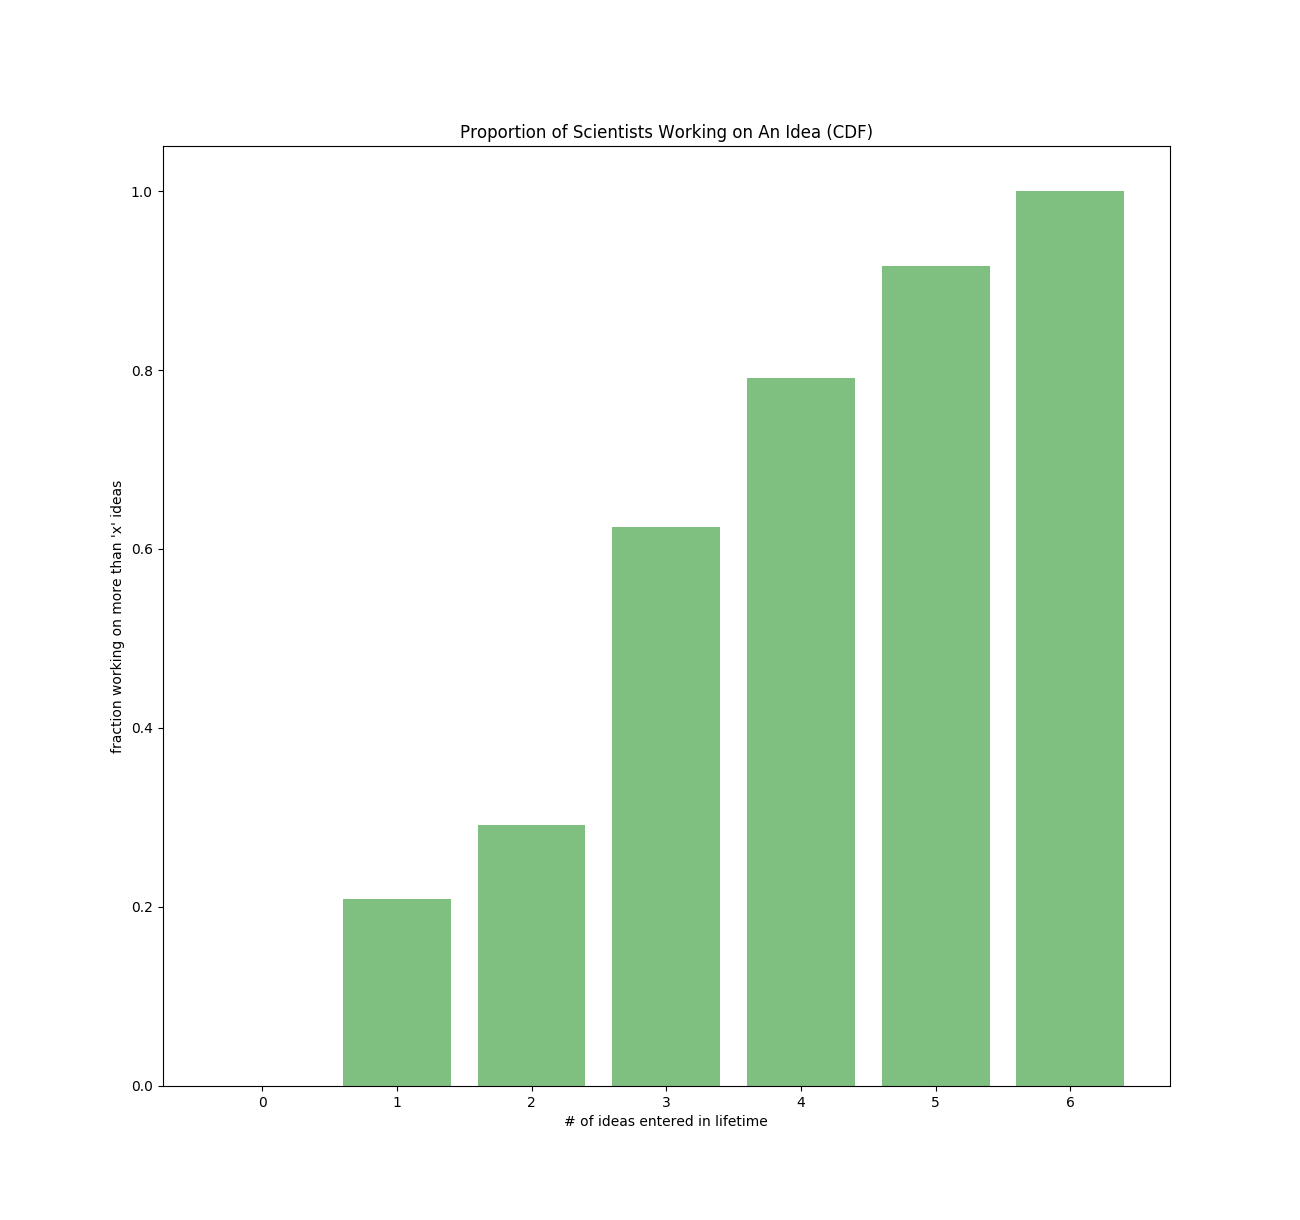 Proportion of Scientists Working on An Idea (CDF)
1.0
0.8
0.6
0.4
0.2
0.0
fraction working on more than 'x' ideas
0 1 2 3 4 5 6
# of ideas entered in lifetime